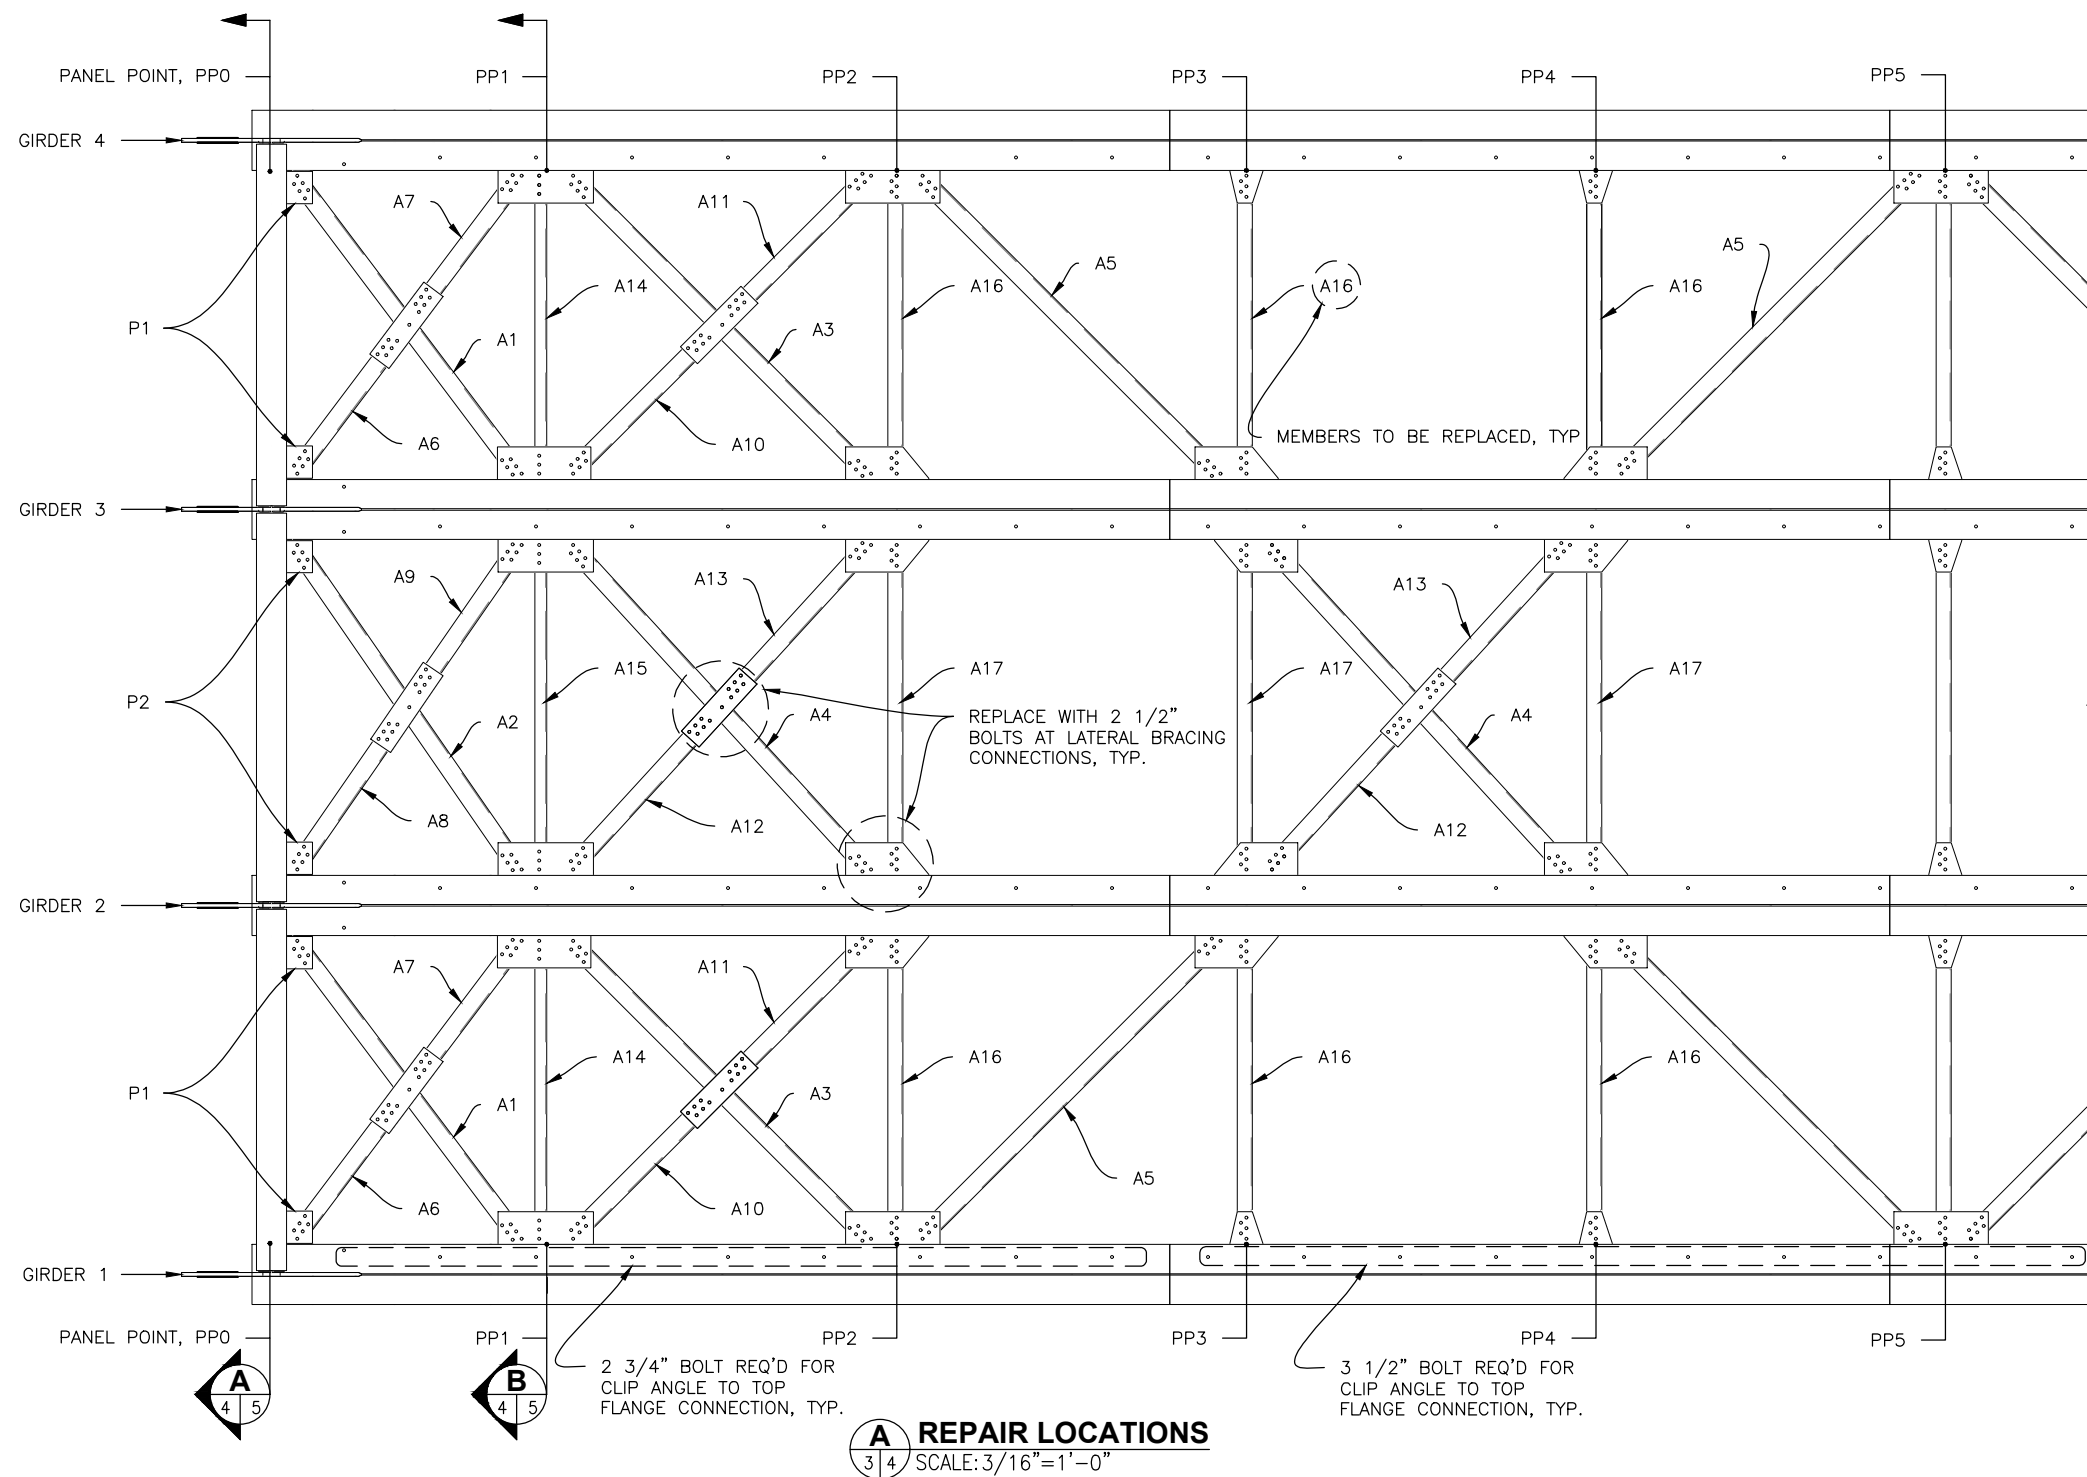 PANEL POINT, PP0
PP1
PP2
PP3
PP4
PP5
GIRDER 4
A7
A11
A5
A5
A14
A16
A16
A16
P1
A1
A3
A6
A10
MEMBERS TO BE REPLACED, TYP
GIRDER 3
A9
A13
A13
A15
A17
A17
A17
P2
A2
A4
A4
REPLACE WITH 2 1/2"
BOLTS AT LATERAL BRACING
CONNECTIONS, TYP.
A8
A12
A12
GIRDER 2
A7
A11
A14
A16
A16
A16
P1
A1
A3
A5
A6
A10
GIRDER 1
PANEL POINT, PP0
PP1
PP2
PP3
PP4
PP5
2 3/4" BOLT REQ'D FOR
CLIP ANGLE TO TOP
FLANGE CONNECTION, TYP.
3 1/2" BOLT REQ'D FOR
CLIP ANGLE TO TOP
FLANGE CONNECTION, TYP.
A
4 5
B
4 5
A
3 4
REPAIR LOCATIONS
SCALE: 3/16"=1'-0"